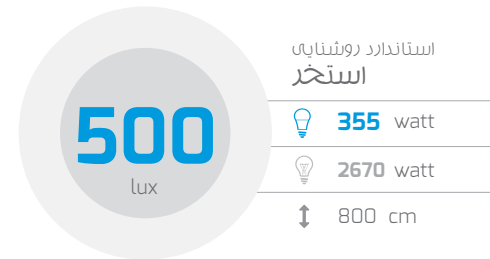 استاندارد روشنایی
استخر
500
lux
355 watt
2670 watt
800 cm